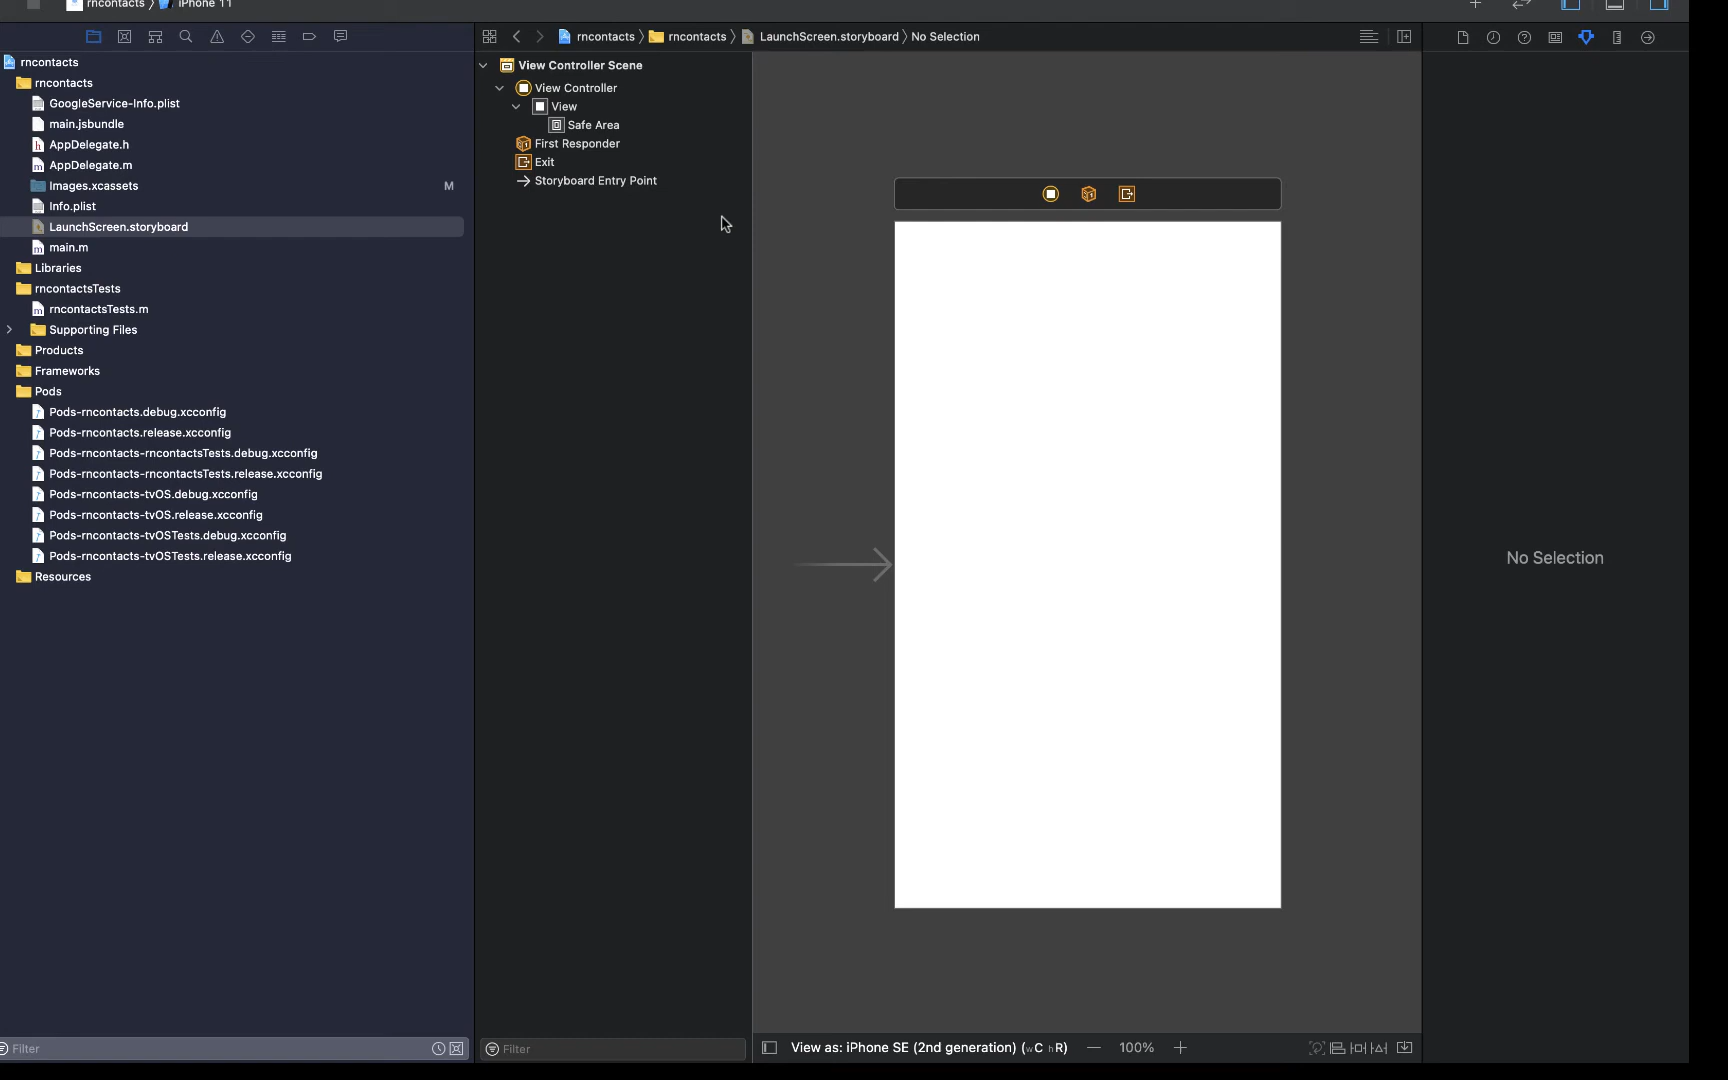 rncontacts 〉 iPhone 11
rncontacts 〉 rncontacts 〉 LaunchScreen.storyboard 〉 No Selection
rncontacts
rncontacts
GoogleService-Info.plist
main.jsbundle
AppDelegate.h
AppDelegate.m
Images.xcassets M
Info.plist
LaunchScreen.storyboard
main.m
Libraries
rncontactsTests
rncontactsTests.m
Supporting Files
Products
Frameworks
Pods
Pods-rncontacts.debug.xcconfig
Pods-rncontacts.release.xcconfig
Pods-rncontacts-rncontactsTests.debug.xcconfig
Pods-rncontacts-rncontactsTests.release.xcconfig
Pods-rncontacts-tvOS.debug.xcconfig
Pods-rncontacts-tvOS.release.xcconfig
Pods-rncontacts-tvOSTests.debug.xcconfig
Pods-rncontacts-tvOSTests.release.xcconfig
Resources
Filter
View Controller Scene
View Controller
View
Safe Area
First Responder
Exit
Storyboard Entry Point
Filter
View as: iPhone SE (2nd generation) (wC hR) — 100% +
No Selection